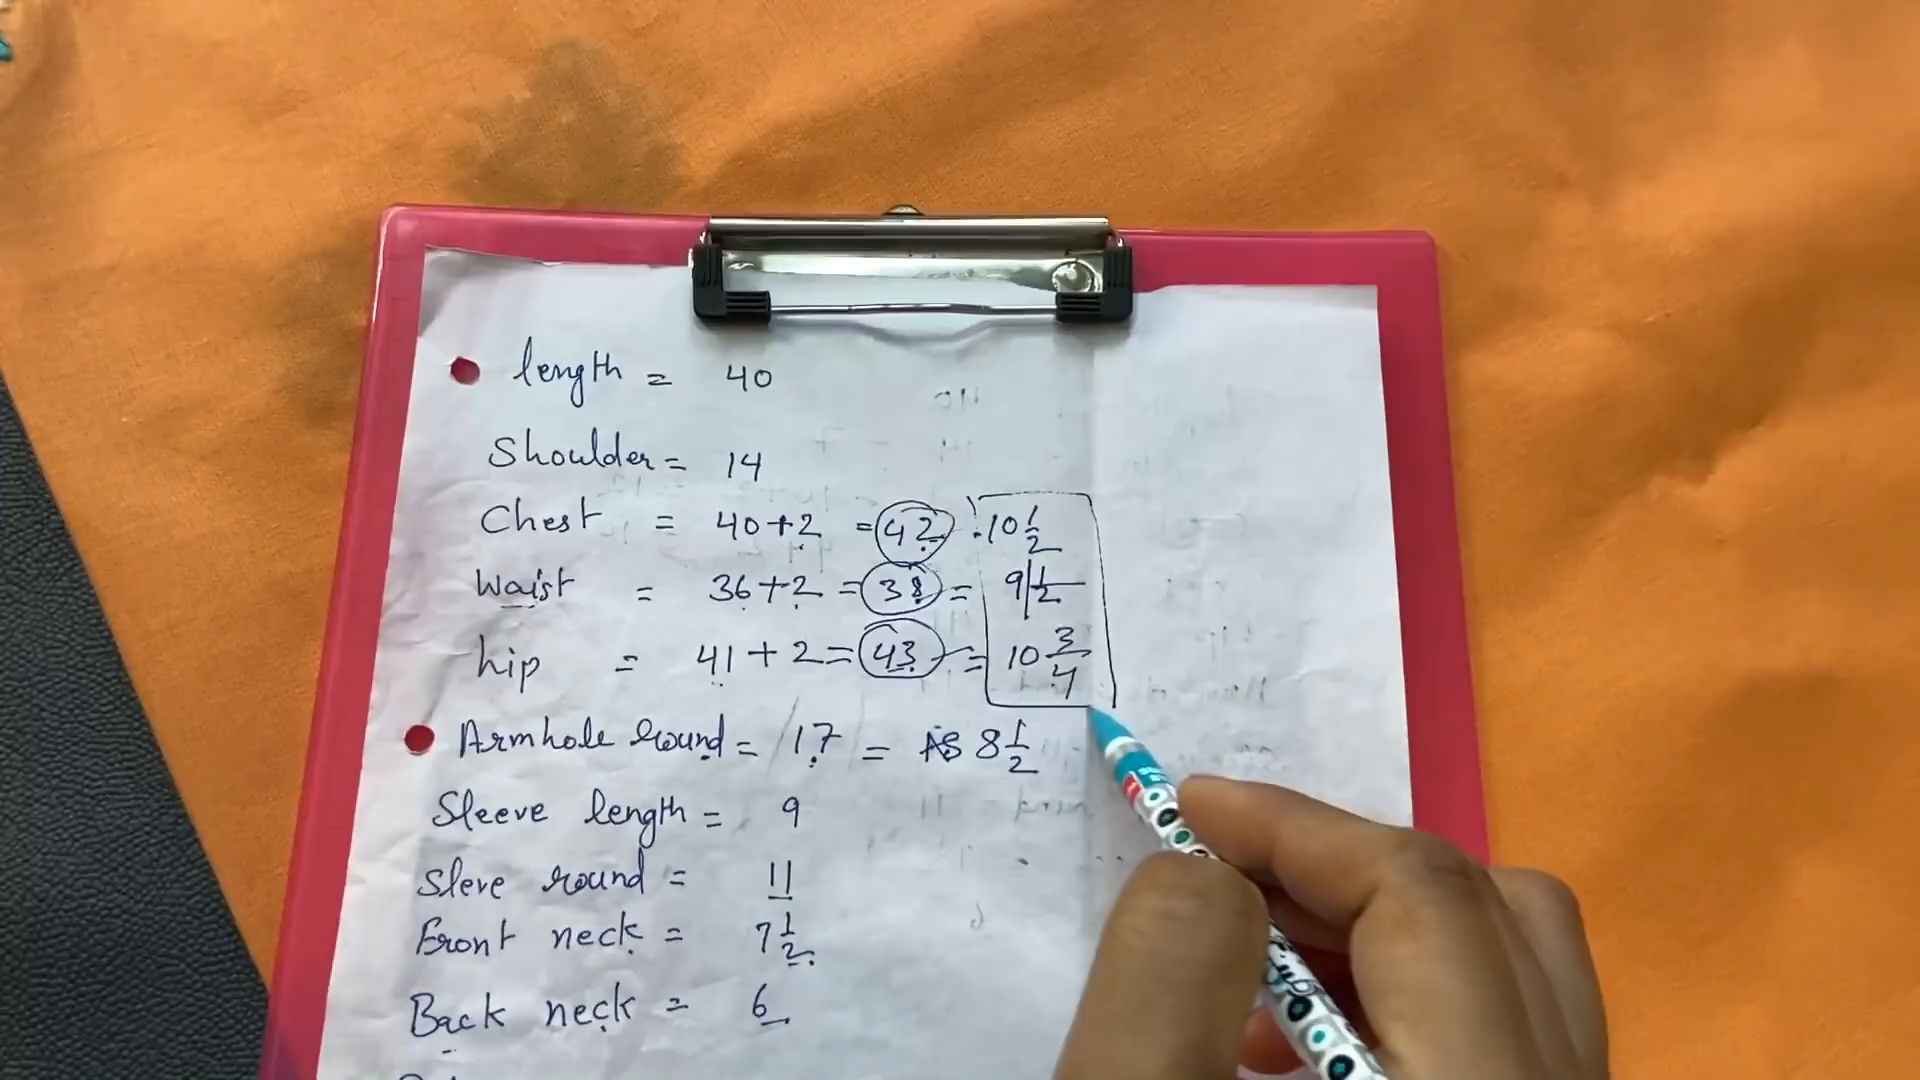 length = 40
Shoulder = 14
Chest = 40+2 = 42 10 1/2
Waist = 36+2 = 38 = 9 1/2
hip = 41 + 2 = 43 = 10 3/4
Armhole round = 17 = 8 1/2
Sleeve length = 9
Sleve round = 11
Front neck = 7 1/2
Back neck = 6